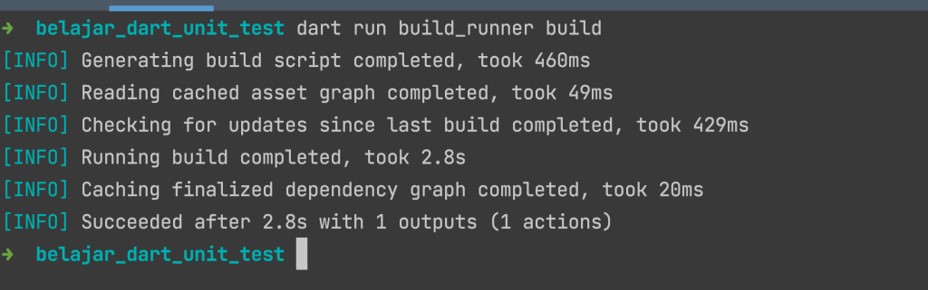 → belajar_dart_unit_test dart run build_runner build
[INFO] Generating build script completed, took 460ms
[INFO] Reading cached asset graph completed, took 49ms
[INFO] Checking for updates since last build completed, took 429ms
[INFO] Running build completed, took 2.8s
[INFO] Caching finalized dependency graph completed, took 20ms
[INFO] Succeeded after 2.8s with 1 outputs (1 actions)
→ belajar_dart_unit_test